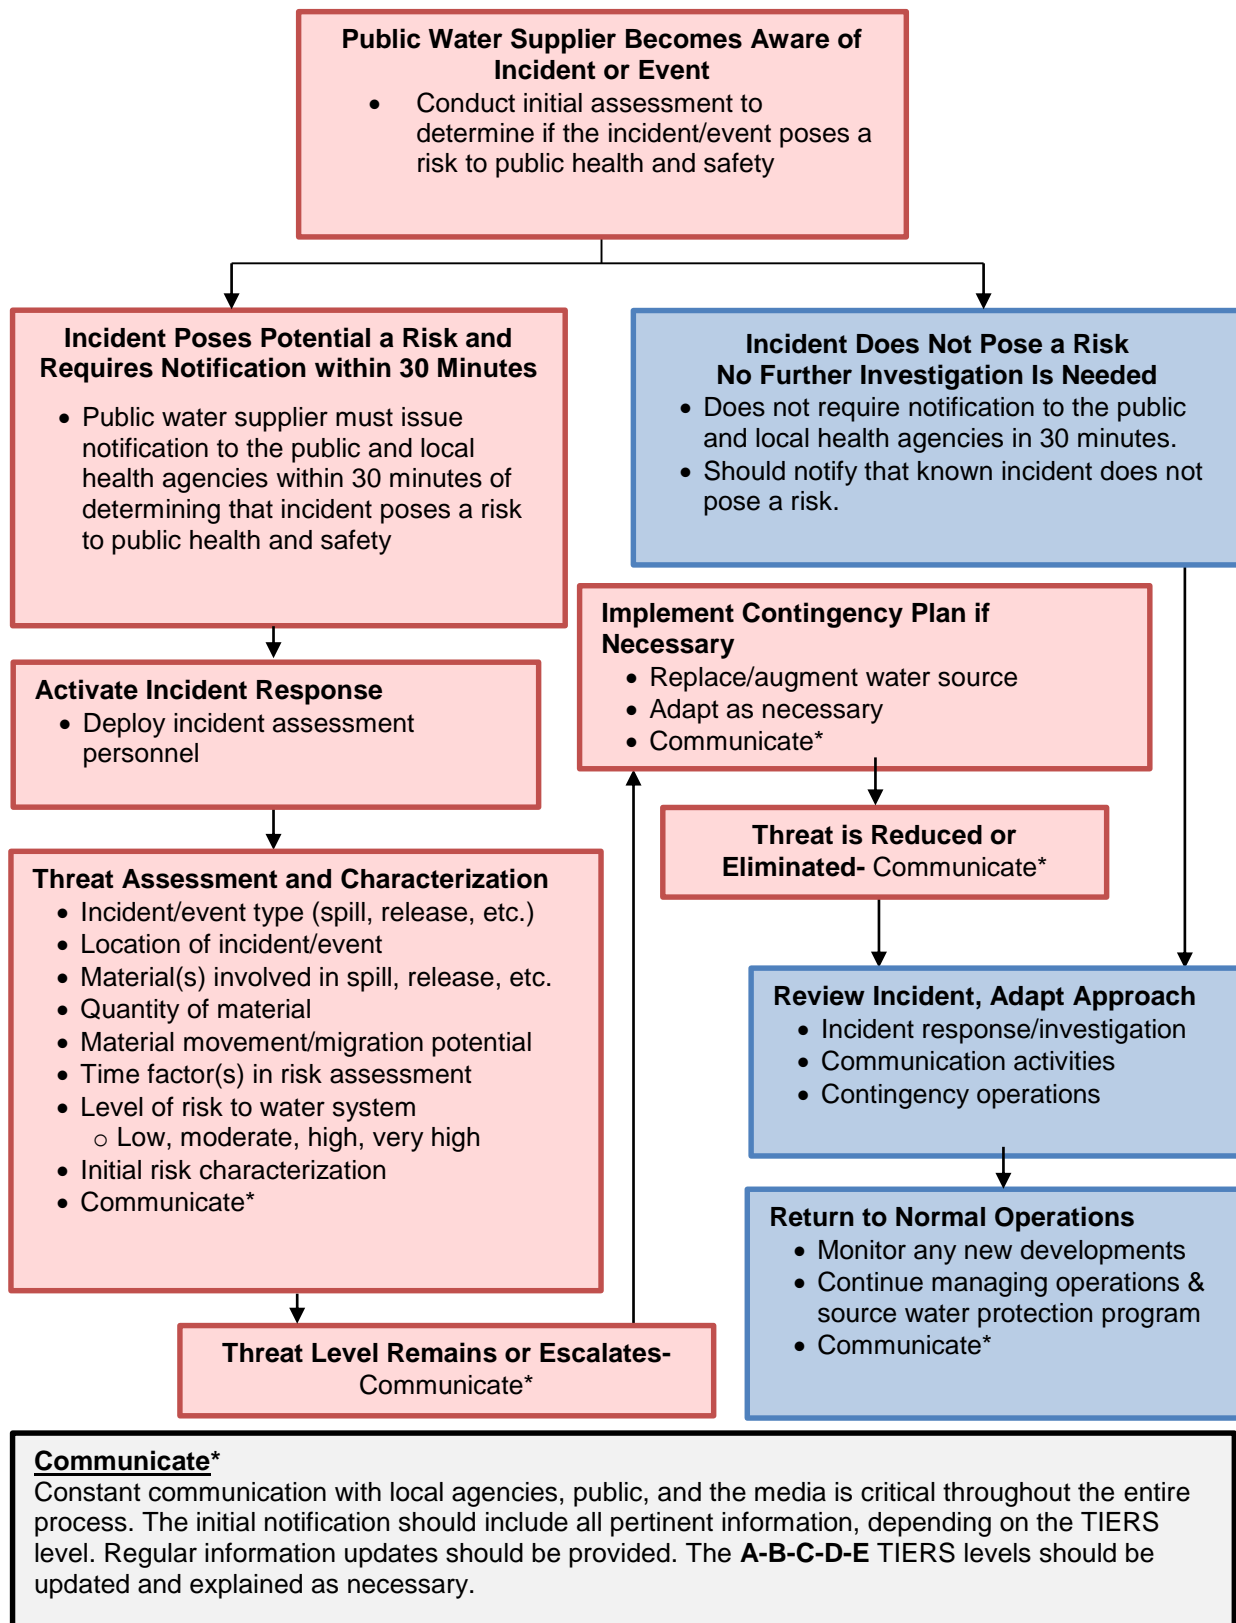 Public Water Supplier Becomes Aware of
Incident or Event
• Conduct initial assessment to
determine if the incident/event poses a
risk to public health and safety
Incident Poses Potential a Risk and
Requires Notification within 30 Minutes
• Public water supplier must issue
notification to the public and local
health agencies within 30 minutes of
determining that incident poses a risk
to public health and safety
Incident Does Not Pose a Risk
No Further Investigation Is Needed
• Does not require notification to the public
and local health agencies in 30 minutes.
• Should notify that known incident does not
pose a risk.
Activate Incident Response
• Deploy incident assessment
personnel
Implement Contingency Plan if
Necessary
• Replace/augment water source
• Adapt as necessary
• Communicate*
Threat is Reduced or
Eliminated- Communicate*
Threat Assessment and Characterization
• Incident/event type (spill, release, etc.)
• Location of incident/event
• Material(s) involved in spill, release, etc.
• Quantity of material
• Material movement/migration potential
• Time factor(s) in risk assessment
• Level of risk to water system
o Low, moderate, high, very high
• Initial risk characterization
• Communicate*
Review Incident, Adapt Approach
• Incident response/investigation
• Communication activities
• Contingency operations
Return to Normal Operations
• Monitor any new developments
• Continue managing operations &
source water protection program
• Communicate*
Threat Level Remains or Escalates-
Communicate*
Communicate*
Constant communication with local agencies, public, and the media is critical throughout the entire
process. The initial notification should include all pertinent information, depending on the TIERS
level. Regular information updates should be provided. The A-B-C-D-E TIERS levels should be
updated and explained as necessary.